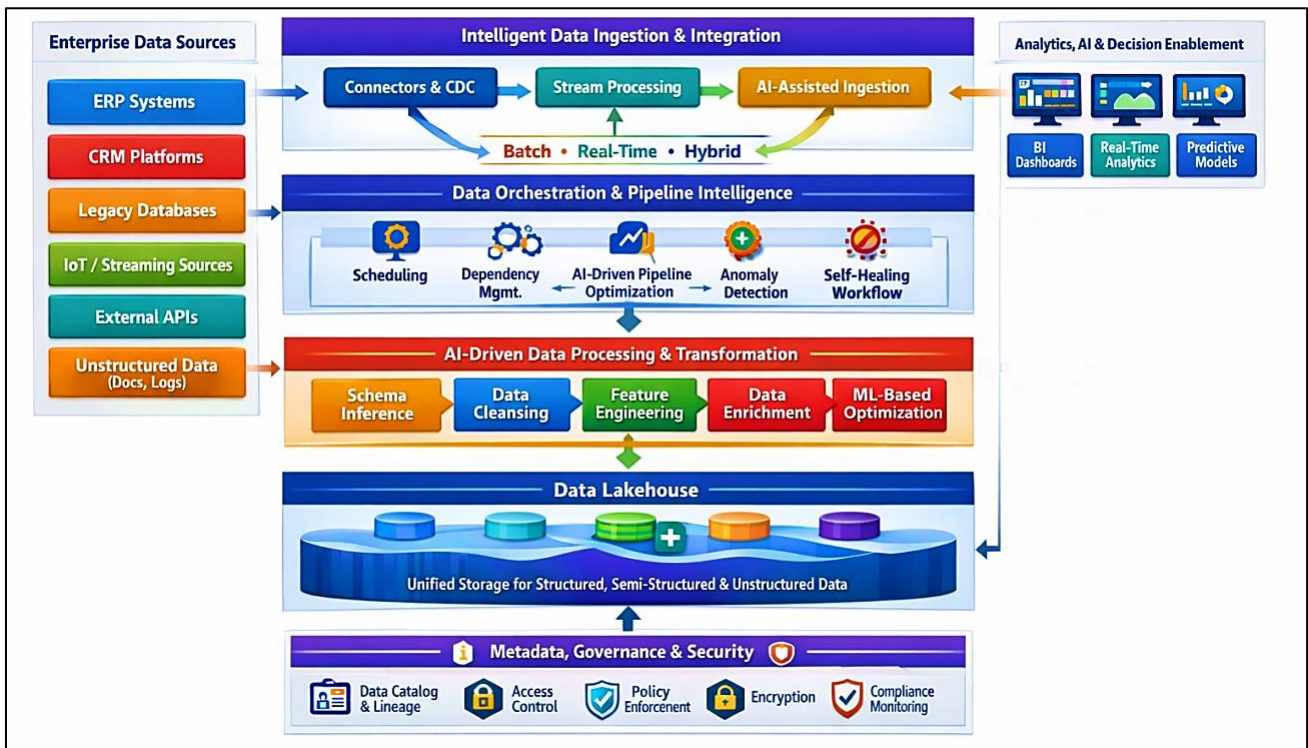 Enterprise Data Sources
ERP Systems
CRM Platforms
Legacy Databases
IoT / Streaming Sources
External APIs
Unstructured Data
(Docs, Logs)
Intelligent Data Ingestion & Integration
Connectors & CDC
Stream Processing
AI-Assisted Ingestion
Batch • Real-Time • Hybrid
Data Orchestration & Pipeline Intelligence
Scheduling
Dependency
Mgmt.
AI-Driven Pipeline
Optimization
Anomaly
Detection
Self-Healing
Workflow
AI-Driven Data Processing & Transformation
Schema
Inference
Data
Cleansing
Feature
Engineering
Data
Enrichment
ML-Based
Optimization
Data Lakehouse
Unified Storage for Structured, Semi-Structured & Unstructured Data
Metadata, Governance & Security
Data Catalog
& Lineage
Access
Control
Policy
Enforcement
Encryption
Compliance
Monitoring
Analytics, AI & Decision Enablement
BI
Dashboards
Real-Time
Analytics
Predictive
Models